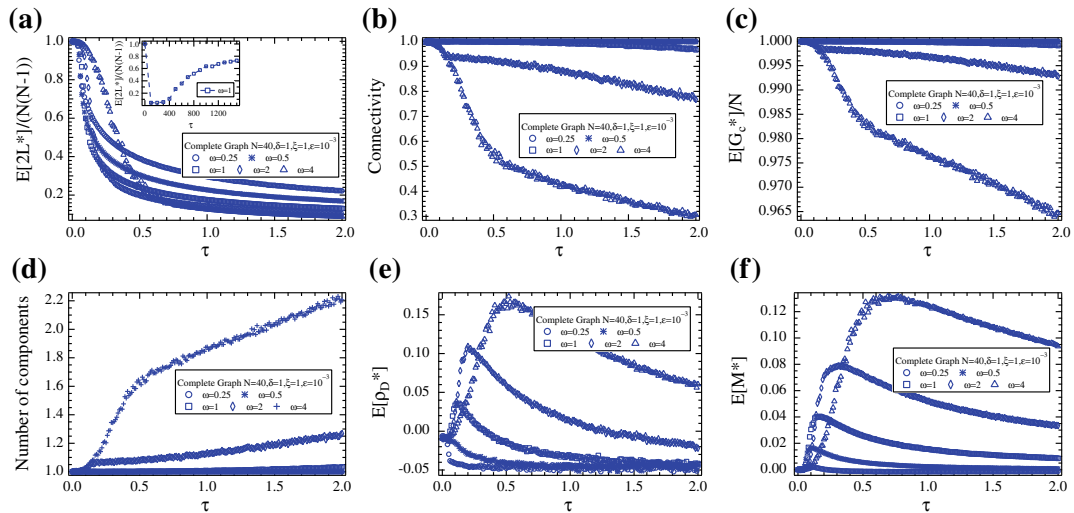 (a)
E[2L*]/(N(N-1))
1.0
0.8
0.6
0.4
0.2
0.0
0.5
1.0
1.5
2.0
τ
E[2L*]/(N(N-1))
1.0
0.8
0.6
0.4
0.2
0
400
800
1200
τ
ω=1
Complete Graph N=40,δ=1,ξ=1,ε=10⁻³
ω=0.25 ω=0.5
ω=1 ω=2 ω=4
(b)
Connectivity
1.0
0.9
0.8
0.7
0.6
0.5
0.4
0.3
0.0
0.5
1.0
1.5
2.0
τ
Complete Graph N=40,δ=1,ξ=1,ε=10⁻³
ω=0.25 ω=0.5
ω=1 ω=2 ω=4
(c)
E[G_c*]/N
1.000
0.995
0.990
0.985
0.980
0.975
0.970
0.965
0.0
0.5
1.0
1.5
2.0
τ
Complete Graph N=40,δ=1,ξ=1,ε=10⁻³
ω=0.25 ω=0.5
ω=1 ω=2 ω=4
(d)
Number of components
2.2
2.0
1.8
1.6
1.4
1.2
1.0
0.0
0.5
1.0
1.5
2.0
τ
Complete Graph N=40,δ=1,ξ=1,ε=10⁻³
ω=0.25 ω=0.5
ω=1 ω=2 ω=4
(e)
E[ρ_D*]
0.15
0.10
0.05
0.00
-0.05
0.0
0.5
1.0
1.5
2.0
τ
Complete Graph N=40,δ=1,ξ=1,ε=10⁻³
ω=0.25 ω=0.5
ω=1 ω=2 ω=4
(f)
E[M*]
0.12
0.10
0.08
0.06
0.04
0.02
0.00
0.0
0.5
1.0
1.5
2.0
τ
Complete Graph N=40,δ=1,ξ=1,ε=10⁻³
ω=0.25 ω=0.5
ω=1 ω=2 ω=4